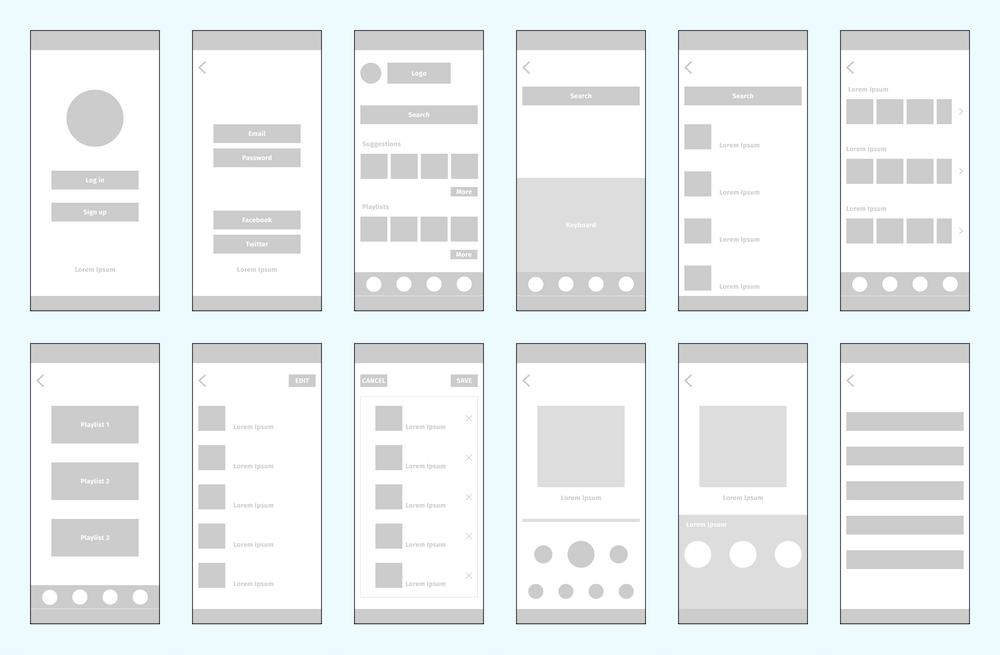 Log in
Sign up
Lorem Ipsum
Email
Password
Facebook
Twitter
Lorem Ipsum
Logo
Search
Suggestions
More
Playlists
More
Search
Keyboard
Search
Lorem Ipsum
Lorem Ipsum
Lorem Ipsum
Lorem Ipsum
Lorem Ipsum
Lorem Ipsum
Lorem Ipsum
Playlist 1
Playlist 2
Playlist 3
EDIT
Lorem Ipsum
Lorem Ipsum
Lorem Ipsum
Lorem Ipsum
Lorem Ipsum
CANCEL SAVE
Lorem Ipsum
Lorem Ipsum
Lorem Ipsum
Lorem Ipsum
Lorem Ipsum
Lorem Ipsum
Lorem Ipsum
Lorem Ipsum